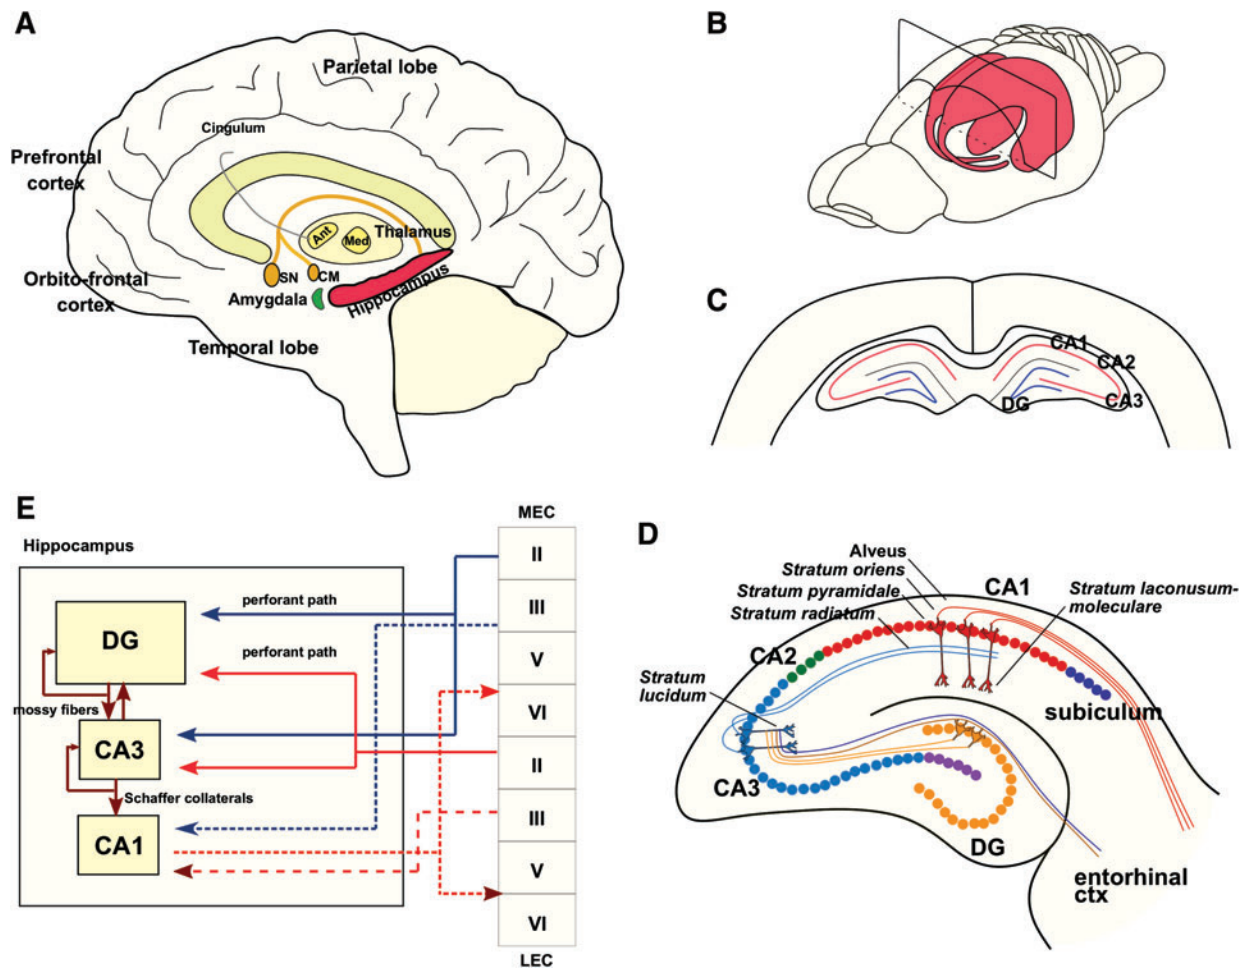 A
Parietal lobe
Cingulum
Prefrontal
cortex
Ant
Med
Thalamus
SN
CM
Orbito-frontal
cortex
Amygdala
Hippocampus
Temporal lobe
B
C
CA1
CA2
CA3
DG
E
Hippocampus
MEC
II
III
V
VI
II
III
V
VI
LEC
perforant path
perforant path
DG
mossy fibers
CA3
Schaffer collaterals
CA1
D
Alveus
Stratum oriens
Stratum pyramidale
Stratum radiatum
CA1
Stratum laconusum-
moleculare
CA2
Stratum
lucidum
subiculum
CA3
DG
entorhinal
ctx